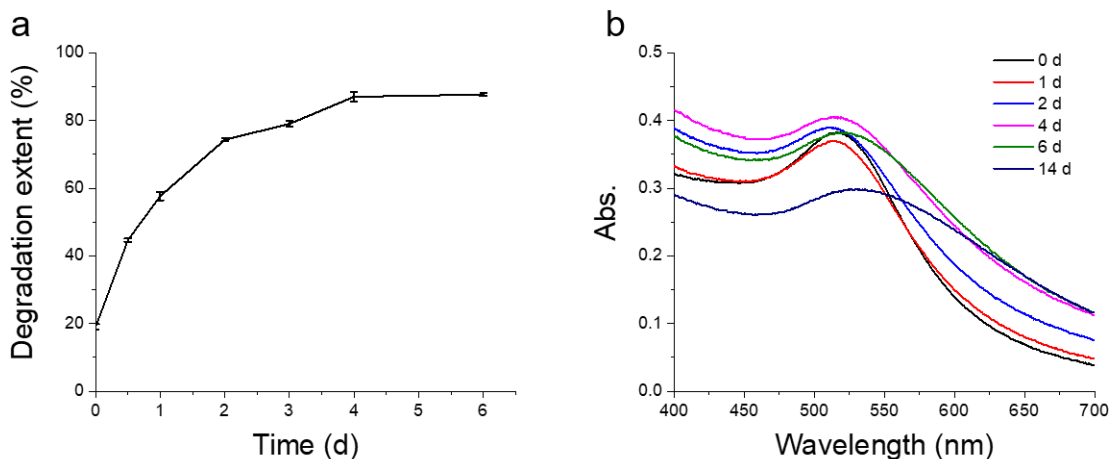 a
Degradation extent (%)
100
80
60
40
20
0
0 1 2 3 4 5 6
Time (d)
b
Abs.
0.5
0.4
0.3
0.2
0.1
0.0
400 450 500 550 600 650 700
Wavelength (nm)
0 d
1 d
2 d
4 d
6 d
14 d